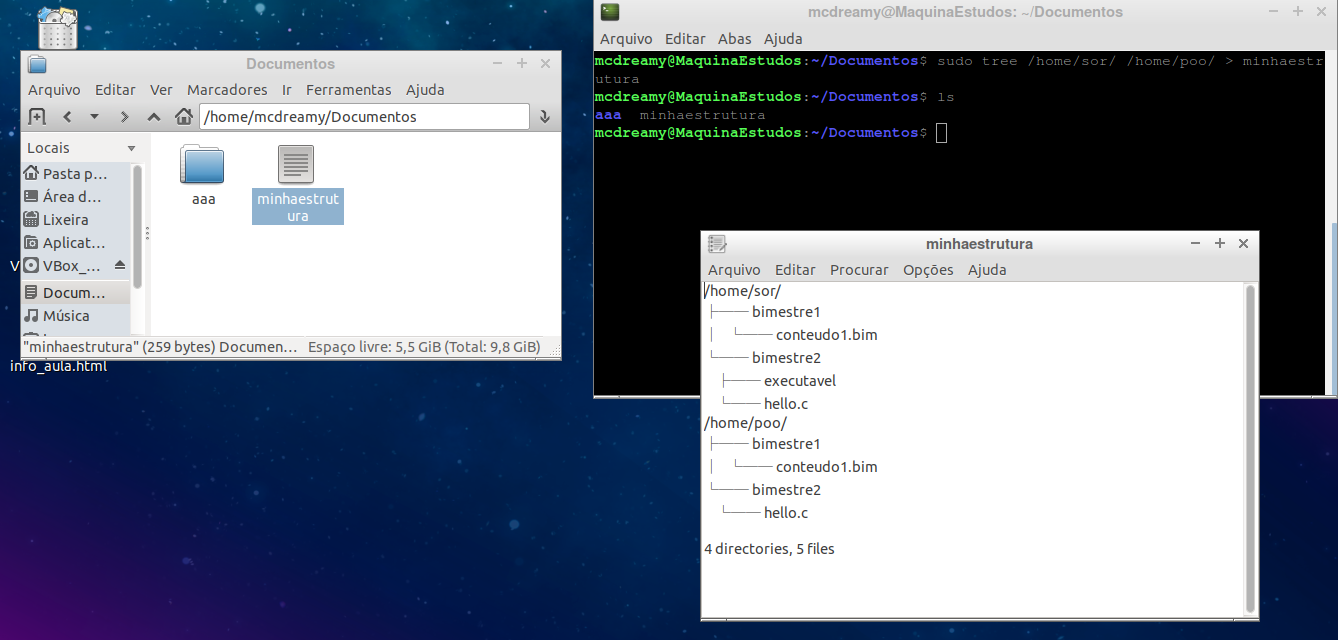 Documentos
Arquivo Editar Ver Marcadores Ir Ferramentas Ajuda
/home/mcdreamy/Documentos
Locais
Pasta p...
Área d...
Lixeira
Aplicat...
V
VBox_...
Docum...
Música
aaa
minhaestrut
ura
"minhaestrutura" (259 bytes) Documen... Espaço livre: 5,5 GiB (Total: 9,8 GiB)
info_aula.html
mcdreamy@MaquinaEstudos: ~/Documentos
Arquivo Editar Abas Ajuda
mcdreamy@MaquinaEstudos:~/Documentos$ sudo tree /home/sor/ /home/poo/ > minhaestr
utura
mcdreamy@MaquinaEstudos:~/Documentos$ ls
aaa minhaestrutura
mcdreamy@MaquinaEstudos:~/Documentos$
minhaestrutura
Arquivo Editar Procurar Opções Ajuda
/home/sor/
├── bimestre1
│   └── conteudo1.bim
└── bimestre2
    ├── executavel
    └── hello.c
/home/poo/
├── bimestre1
│   └── conteudo1.bim
└── bimestre2
    └── hello.c
4 directories, 5 files